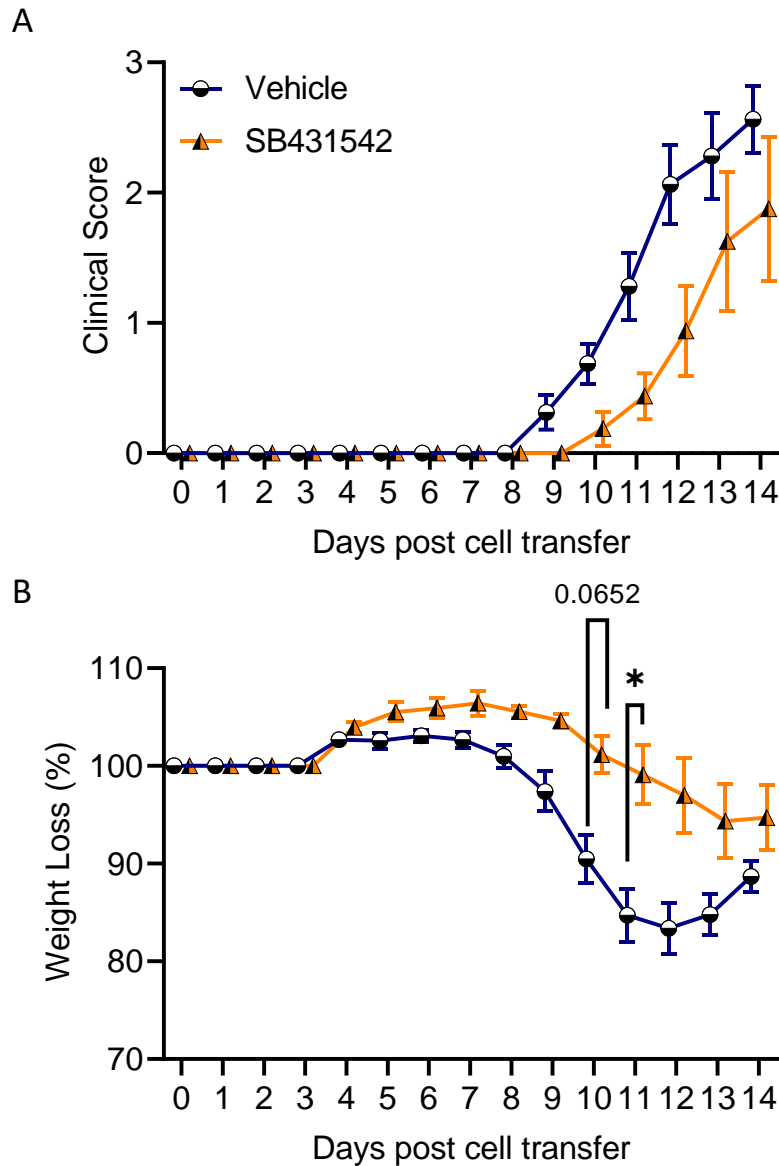 A
3
2
1
0
Clinical Score
Vehicle
SB431542
0 1 2 3 4 5 6 7 8 9 10 11 12 13 14
Days post cell transfer
B
0.0652
*
110
100
90
80
70
Weight Loss (%)
0 1 2 3 4 5 6 7 8 9 10 11 12 13 14
Days post cell transfer